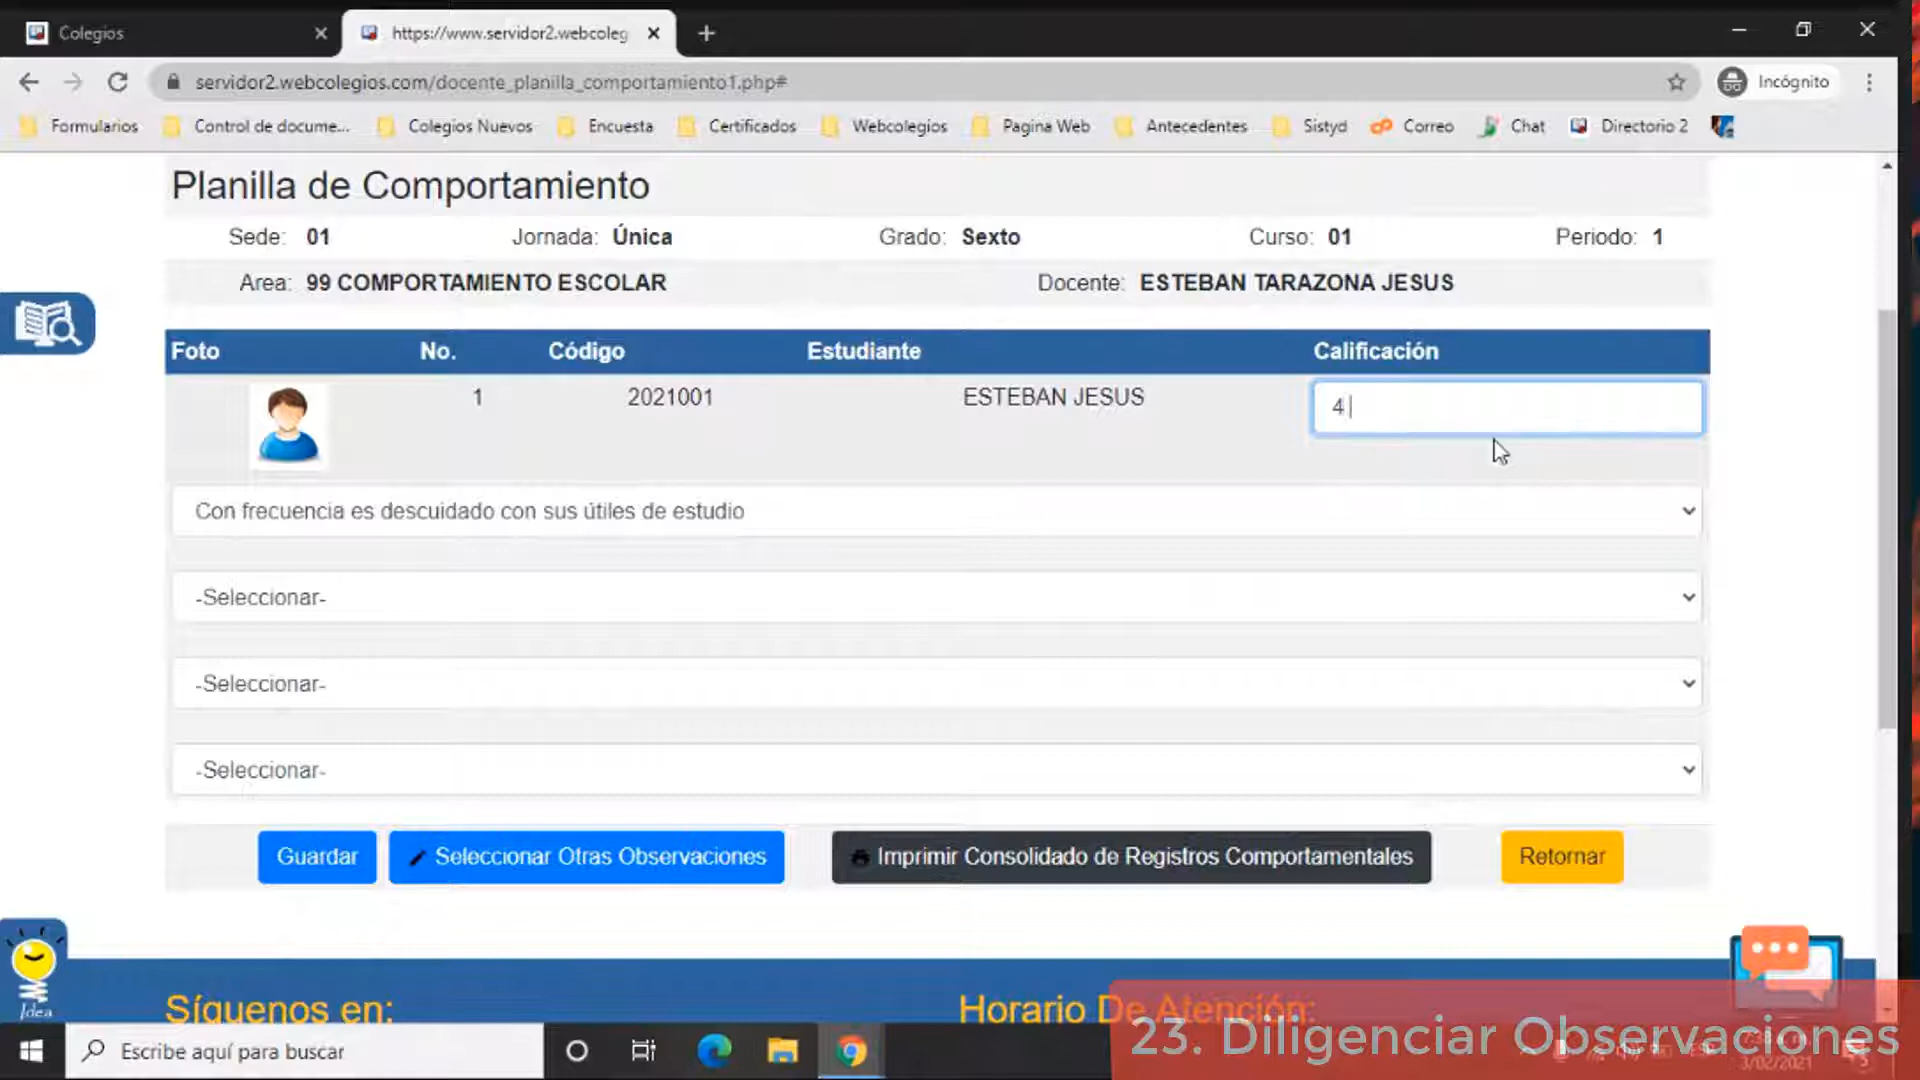 Colegios
https://www.servidor2.webcoleg
servidor2.webcolegios.com/docente_planilla_comportamiento1.php#
Incógnito
Formularios Control de docume... Colegios Nuevos Encuesta Certificados Webcolegios Pagina Web Antecedentes Sistyd Correo Chat Directorio 2
Planilla de Comportamiento
Sede: 01 Jornada: Única Grado: Sexto Curso: 01 Periodo: 1
Area: 99 COMPORTAMIENTO ESCOLAR Docente: ESTEBAN TARAZONA JESUS
Foto No. Código Estudiante Calificación
1 2021001 ESTEBAN JESUS 4
Con frecuencia es descuidado con sus útiles de estudio
-Seleccionar-
-Seleccionar-
-Seleccionar-
Guardar Seleccionar Otras Observaciones Imprimir Consolidado de Registros Comportamentales Retornar
Idea
Síguenos en: Horario De Atención:
Escribe aquí para buscar
23. Diligenciar Observaciones
3/02/2021